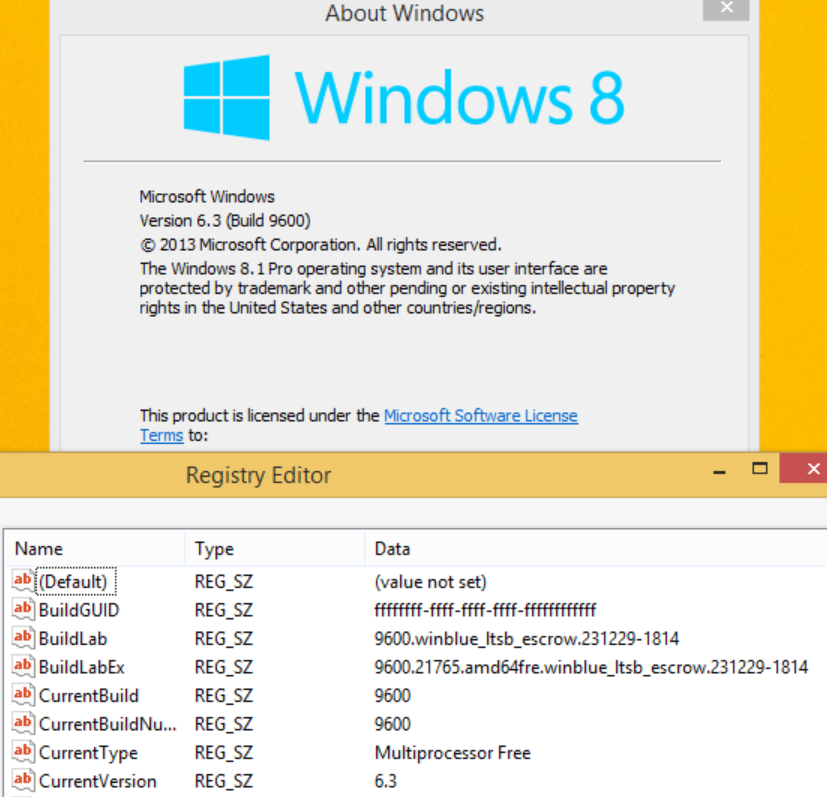 About Windows
Windows 8
Microsoft Windows
Version 6.3 (Build 9600)
© 2013 Microsoft Corporation. All rights reserved.
The Windows 8.1 Pro operating system and its user interface are
protected by trademark and other pending or existing intellectual property
rights in the United States and other countries/regions.
This product is licensed under the Microsoft Software License
Terms to:
Registry Editor
Name Type Data
(Default) REG_SZ (value not set)
BuildGUID REG_SZ ffffffff-ffff-ffff-ffff-ffffffffffff
BuildLab REG_SZ 9600.winblue_ltsb_escrow.231229-1814
BuildLabEx REG_SZ 9600.21765.amd64fre.winblue_ltsb_escrow.231229-1814
CurrentBuild REG_SZ 9600
CurrentBuildNu... REG_SZ 9600
CurrentType REG_SZ Multiprocessor Free
CurrentVersion REG_SZ 6.3